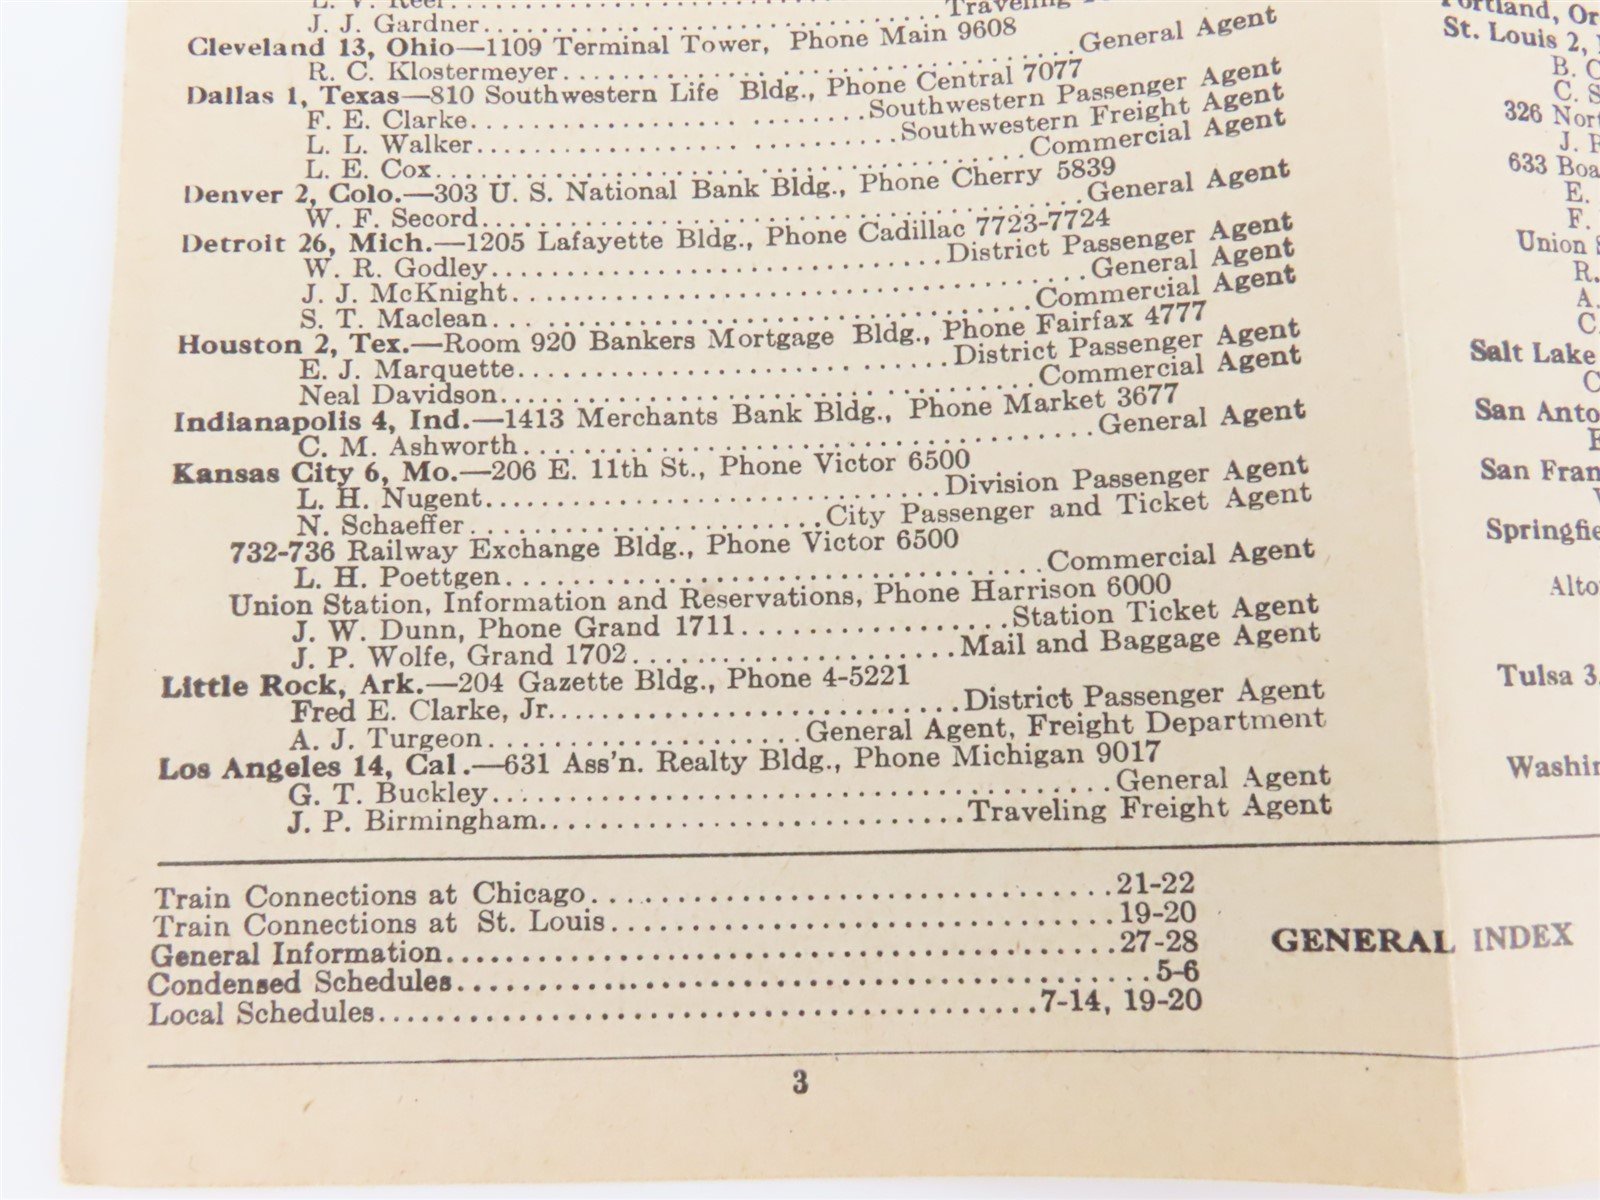 J. J. Gardner.................................Traveling
Cleveland 13, Ohio—1109 Terminal Tower, Phone Main 9608
R. C. Klostermeyer.................................General Agent
Dallas 1, Texas—810 Southwestern Life Bldg., Phone Central 7077
F. E. Clarke.........................Southwestern Passenger Agent
L. L. Walker............................Southwestern Freight Agent
L. E. Cox....................................Commercial Agent
Denver 2, Colo.—303 U. S. National Bank Bldg., Phone Cherry 5839
W. F. Secord.....................................General Agent
Detroit 26, Mich.—1205 Lafayette Bldg., Phone Cadillac 7723-7724
W. R. Godley..............................District Passenger Agent
J. J. McKnight.....................................General Agent
S. T. Maclean.................................Commercial Agent
Houston 2, Tex.—Room 920 Bankers Mortgage Bldg., Phone Fairfax 4777
E. J. Marquette.............................District Passenger Agent
Neal Davidson...................................Commercial Agent
Indianapolis 4, Ind.—1413 Merchants Bank Bldg., Phone Market 3677
C. M. Ashworth......................................General Agent
Kansas City 6, Mo.—206 E. 11th St., Phone Victor 6500
L. H. Nugent..............................Division Passenger Agent
N. Schaeffer........................City Passenger and Ticket Agent
732-736 Railway Exchange Bldg., Phone Victor 6500
L. H. Poettgen....................................Commercial Agent
Union Station, Information and Reservations, Phone Harrison 6000
J. W. Dunn, Phone Grand 1711..................Station Ticket Agent
J. P. Wolfe, Grand 1702......................Mail and Baggage Agent
Little Rock, Ark.—204 Gazette Bldg., Phone 4-5221
Fred E. Clarke, Jr...........................District Passenger Agent
A. J. Turgeon.....................General Agent, Freight Department
Los Angeles 14, Cal.—631 Ass'n. Realty Bldg., Phone Michigan 9017
G. T. Buckley.........................................General Agent
J. P. Birmingham............................Traveling Freight Agent
Train Connections at Chicago...................................21-22
Train Connections at St. Louis..................................19-20
General Information.............................................27-28
Condensed Schedules..............................................5-6
Local Schedules...........................................7-14, 19-20
GENERAL INDEX
3
Portland, Or
St. Louis 2,
B. C
C. S
326 Nor
J.
633 Boa
E.
F.
Union
R.
A.
C.
Salt Lake
C
San Anto
San Fran
Springfie
Alto
Tulsa 3,
Washin